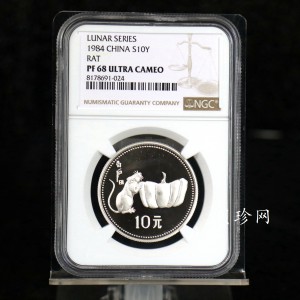 LUNAR SERIES
1984 CHINA S10Y
RAT
PF 68 ULTRA CAMEO
8178691-024
NUMISMATIC GUARANTY COMPANY
NGC
10元
珍网